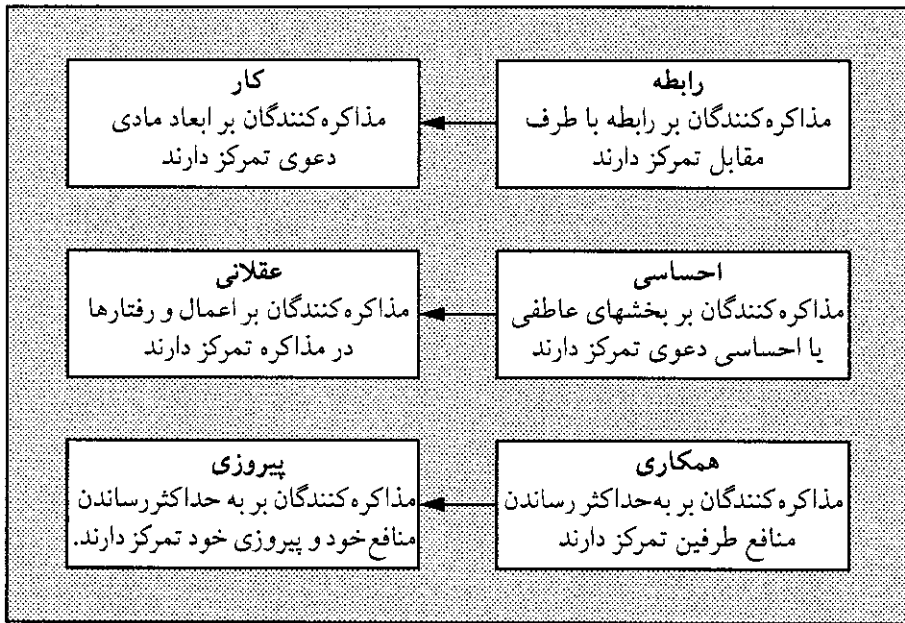 رابطه
مذاکره‌کنندگان بر رابطه با طرف
مقابل تمرکز دارند
کار
مذاکره‌کنندگان بر ابعاد مادی
دعوی تمرکز دارند
احساسی
مذاکره‌کنندگان بر بخشهای عاطفی
یا احساسی دعوی تمرکز دارند
عقلانی
مذاکره‌کنندگان بر اعمال و رفتارها
در مذاکره تمرکز دارند
همکاری
مذاکره‌کنندگان بر به‌حداکثر رساندن
منافع طرفین تمرکز دارند
پیروزی
مذاکره‌کنندگان بر به حداکثر رساندن
منافع خود و پیروزی خود تمرکز دارند.